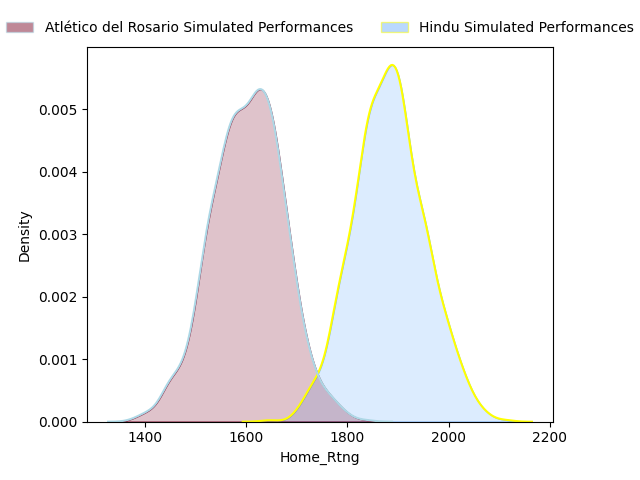 Atlético del Rosario Simulated Performances Hindu Simulated Performances
0.005
0.004
0.003
0.002
0.001
0.000
Density
1400 1600 1800 2000 2200
Home_Rtng